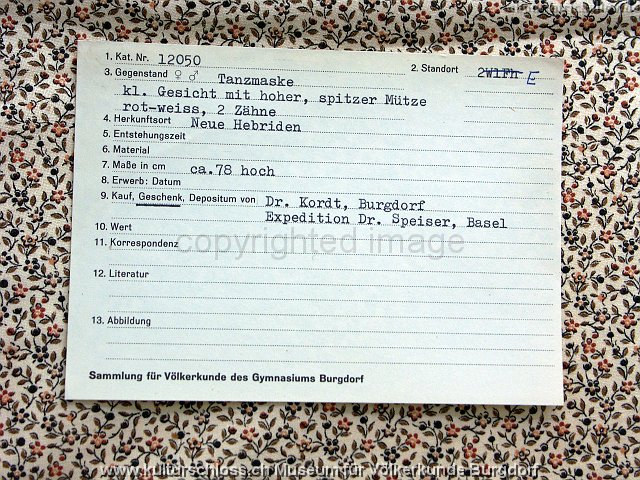 1. Kat. Nr. 12050
2. Standort E
3. Gegenstand ♀ ♂ Tanzmaske
kl. Gesicht mit hoher, spitzer Mütze
rot-weiss, 2 Zähne
4. Herkunftsort Neue Hebriden
5. Entstehungszeit
6. Material
7. Maße in cm ca.78 hoch
8. Erwerb: Datum
9. Kauf, Geschenk, Depositum von Dr. Kordt, Burgdorf
Expedition Dr. Speiser, Basel
10. Wert
11. Korrespondenz
copyrighted image
12. Literatur
13. Abbildung
Sammlung für Völkerkunde des Gymnasiums Burgdorf
www.kulturschloss.ch Museum für Völkerkunde Burgdorf